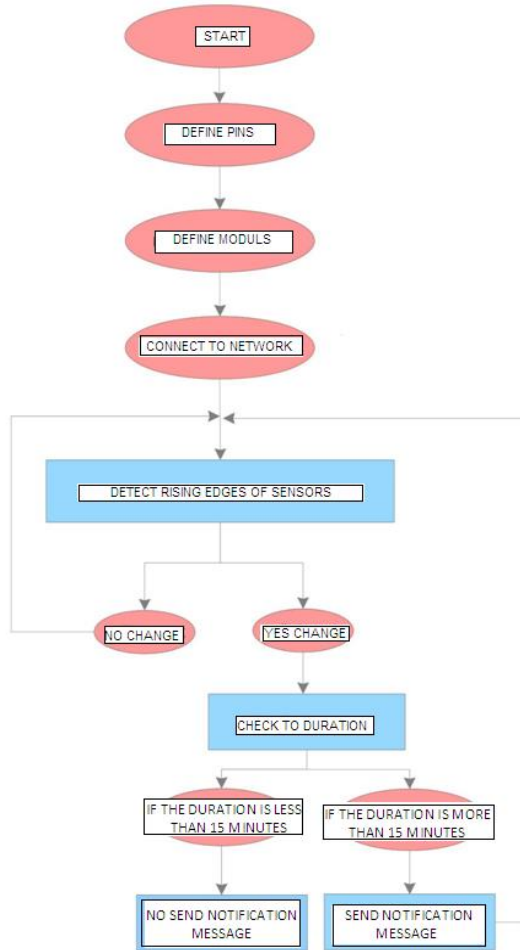 START
DEFINE PINS
DEFINE MODULS
CONNECT TO NETWORK
DETECT RISING EDGES OF SENSORS
NO CHANGE
YES CHANGE
CHECK TO DURATION
IF THE DURATION IS LESS
THAN 15 MINUTES
IF THE DURATION IS MORE
THAN 15 MINUTES
NO SEND NOTIFICATION
MESSAGE
SEND NOTIFICATION
MESSAGE